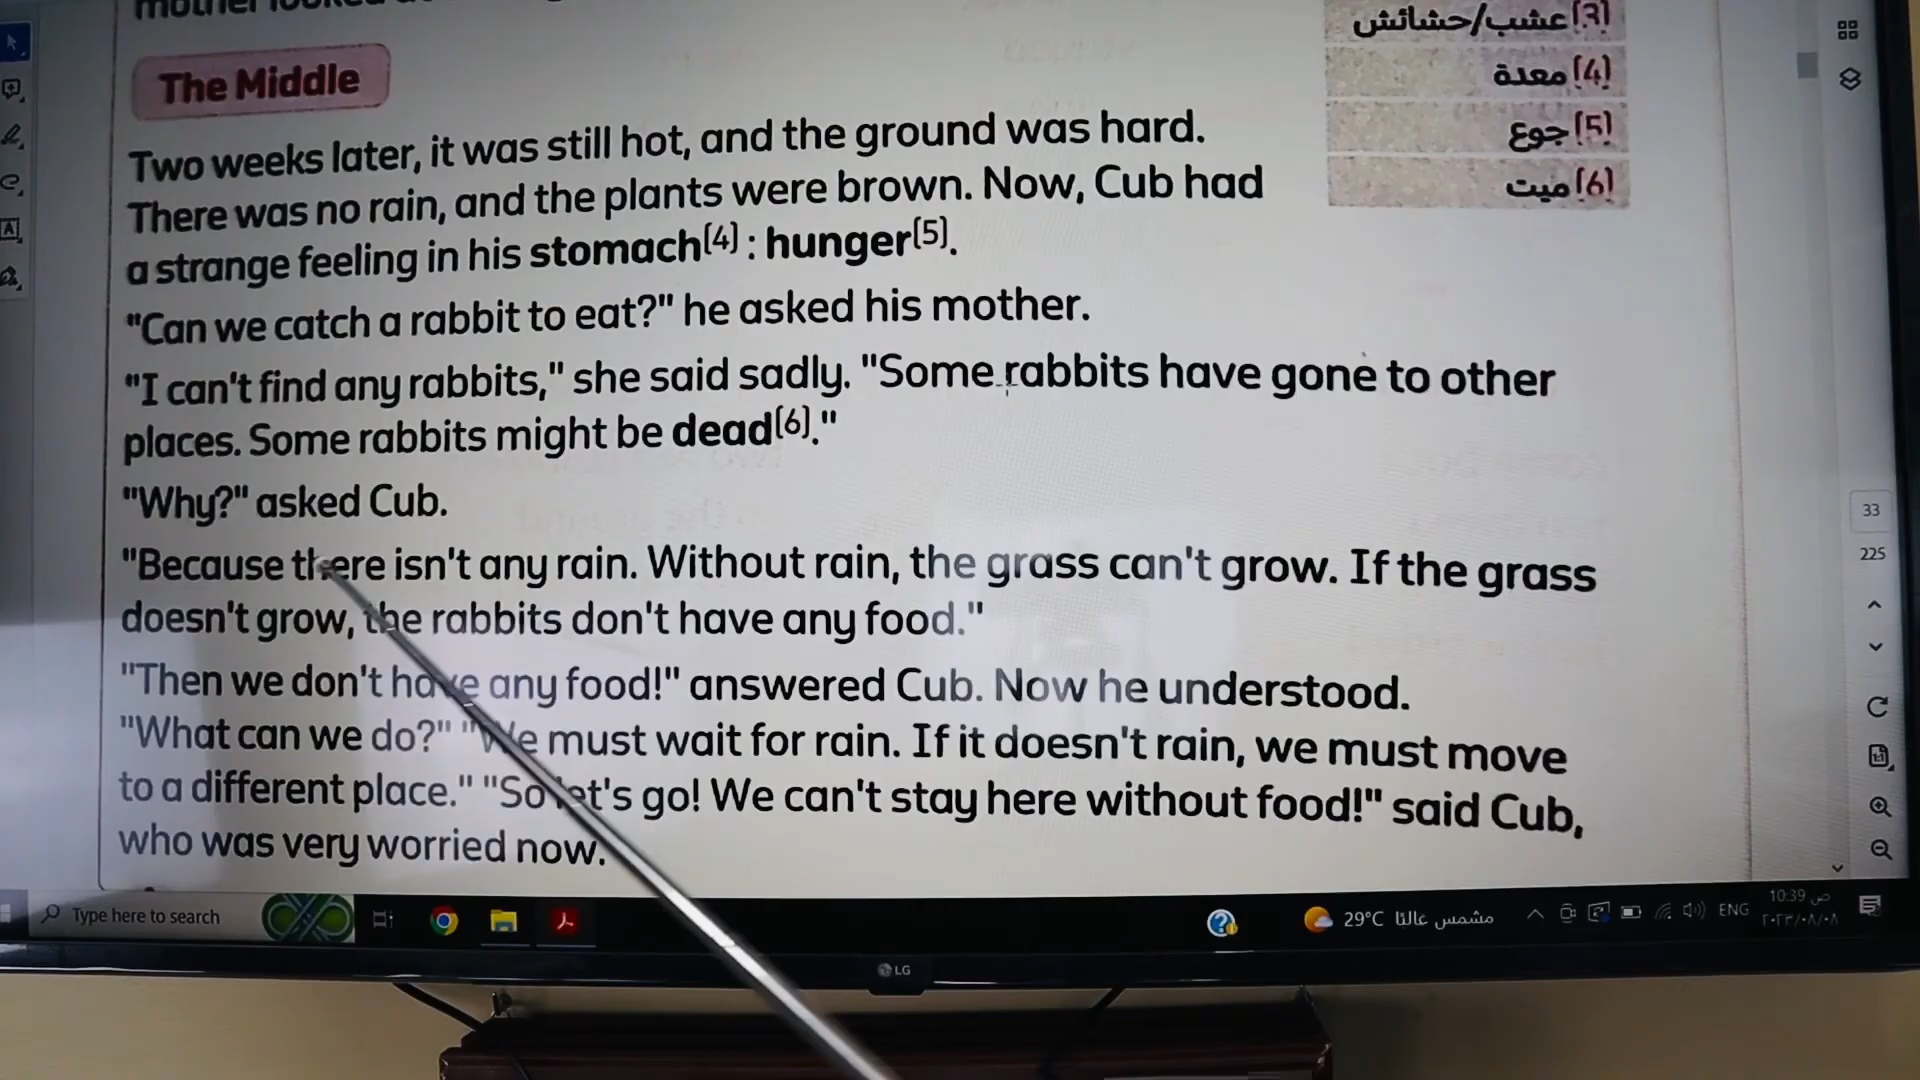 The Middle
Two weeks later, it was still hot, and the ground was hard.
There was no rain, and the plants were brown. Now, Cub had
a strange feeling in his stomach[4] : hunger[5].
"Can we catch a rabbit to eat?" he asked his mother.
"I can't find any rabbits," she said sadly. "Some rabbits have gone to other
places. Some rabbits might be dead[6]."
"Why?" asked Cub.
"Because there isn't any rain. Without rain, the grass can't grow. If the grass
doesn't grow, the rabbits don't have any food."
"Then we don't have any food!" answered Cub. Now he understood.
"What can we do?" "We must wait for rain. If it doesn't rain, we must move
to a different place." "So let's go! We can't stay here without food!" said Cub,
who was very worried now.
[3] عشب/حشائش
[4] معدة
[5] جوع
[6] ميت
33
225
Type here to search
29°C مشمس غالبًا
ENG
10:39 ص
LG